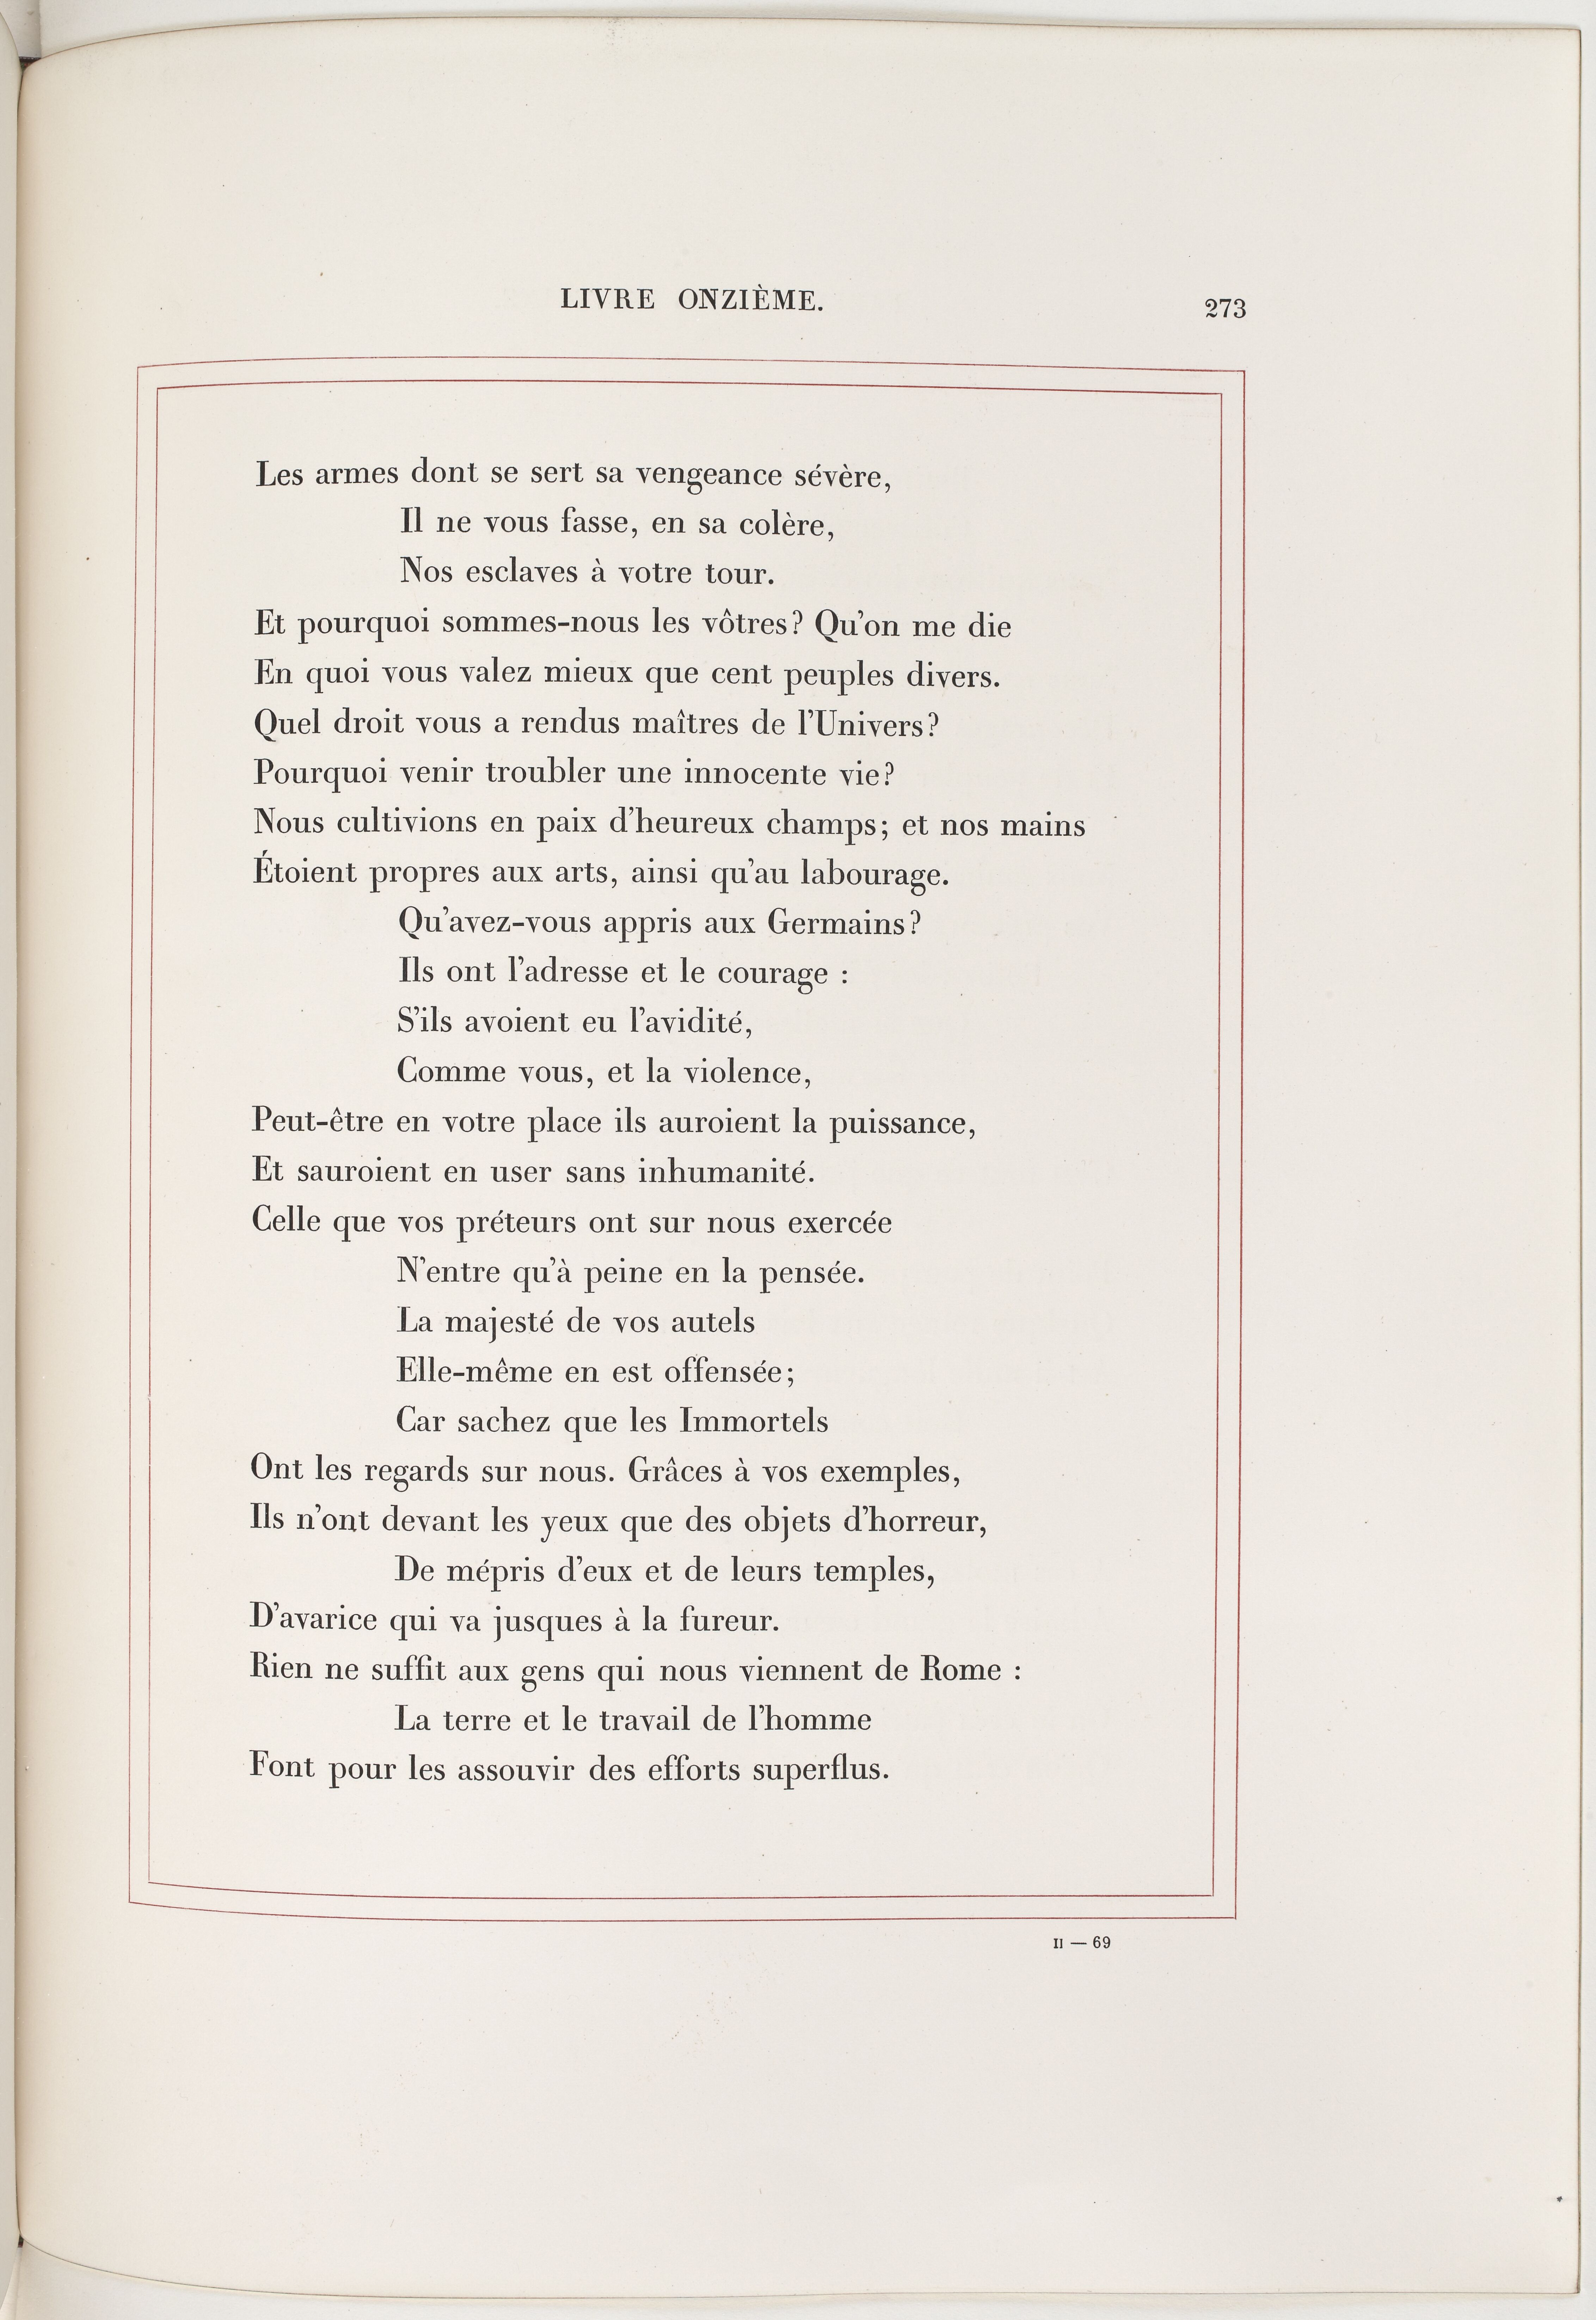 LIVRE ONZIÈME.
273
Les armes dont se sert sa vengeance sévère,
Il ne vous fasse, en sa colère,
Nos esclaves à votre tour.
Et pourquoi sommes-nous les vôtres? Qu'on me die
En quoi vous valez mieux que cent peuples divers.
Quel droit vous a rendus maîtres de l'Univers?
Pourquoi venir troubler une innocente vie?
Nous cultivions en paix d'heureux champs; et nos mains
Étoient propres aux arts, ainsi qu'au labourage.
Qu'avez-vous appris aux Germains?
Ils ont l'adresse et le courage :
S'ils avoient eu l'avidité,
Comme vous, et la violence,
Peut-être en votre place ils auroient la puissance,
Et sauroient en user sans inhumanité.
Celle que vos préteurs ont sur nous exercée
N'entre qu'à peine en la pensée.
La majesté de vos autels
Elle-même en est offensée;
Car sachez que les Immortels
Ont les regards sur nous. Grâces à vos exemples,
Ils n'ont devant les yeux que des objets d'horreur,
De mépris d'eux et de leurs temples,
D'avarice qui va jusques à la fureur.
Rien ne suffit aux gens qui nous viennent de Rome :
La terre et le travail de l'homme
Font pour les assouvir des efforts superflus.
II — 69